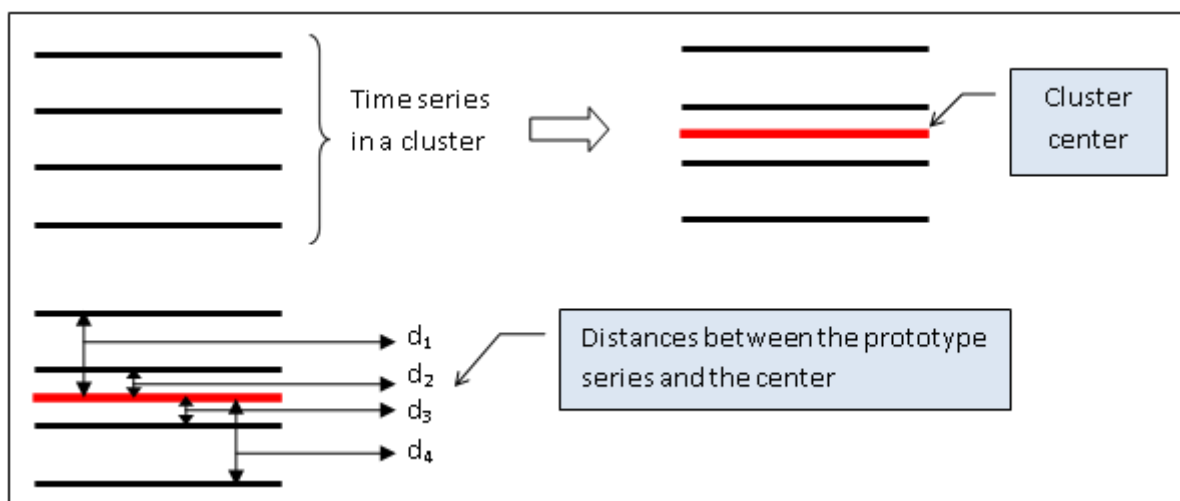 Time series
in a cluster
Cluster
center
d₁
d₂
d₃
d₄
Distances between the prototype
series and the center